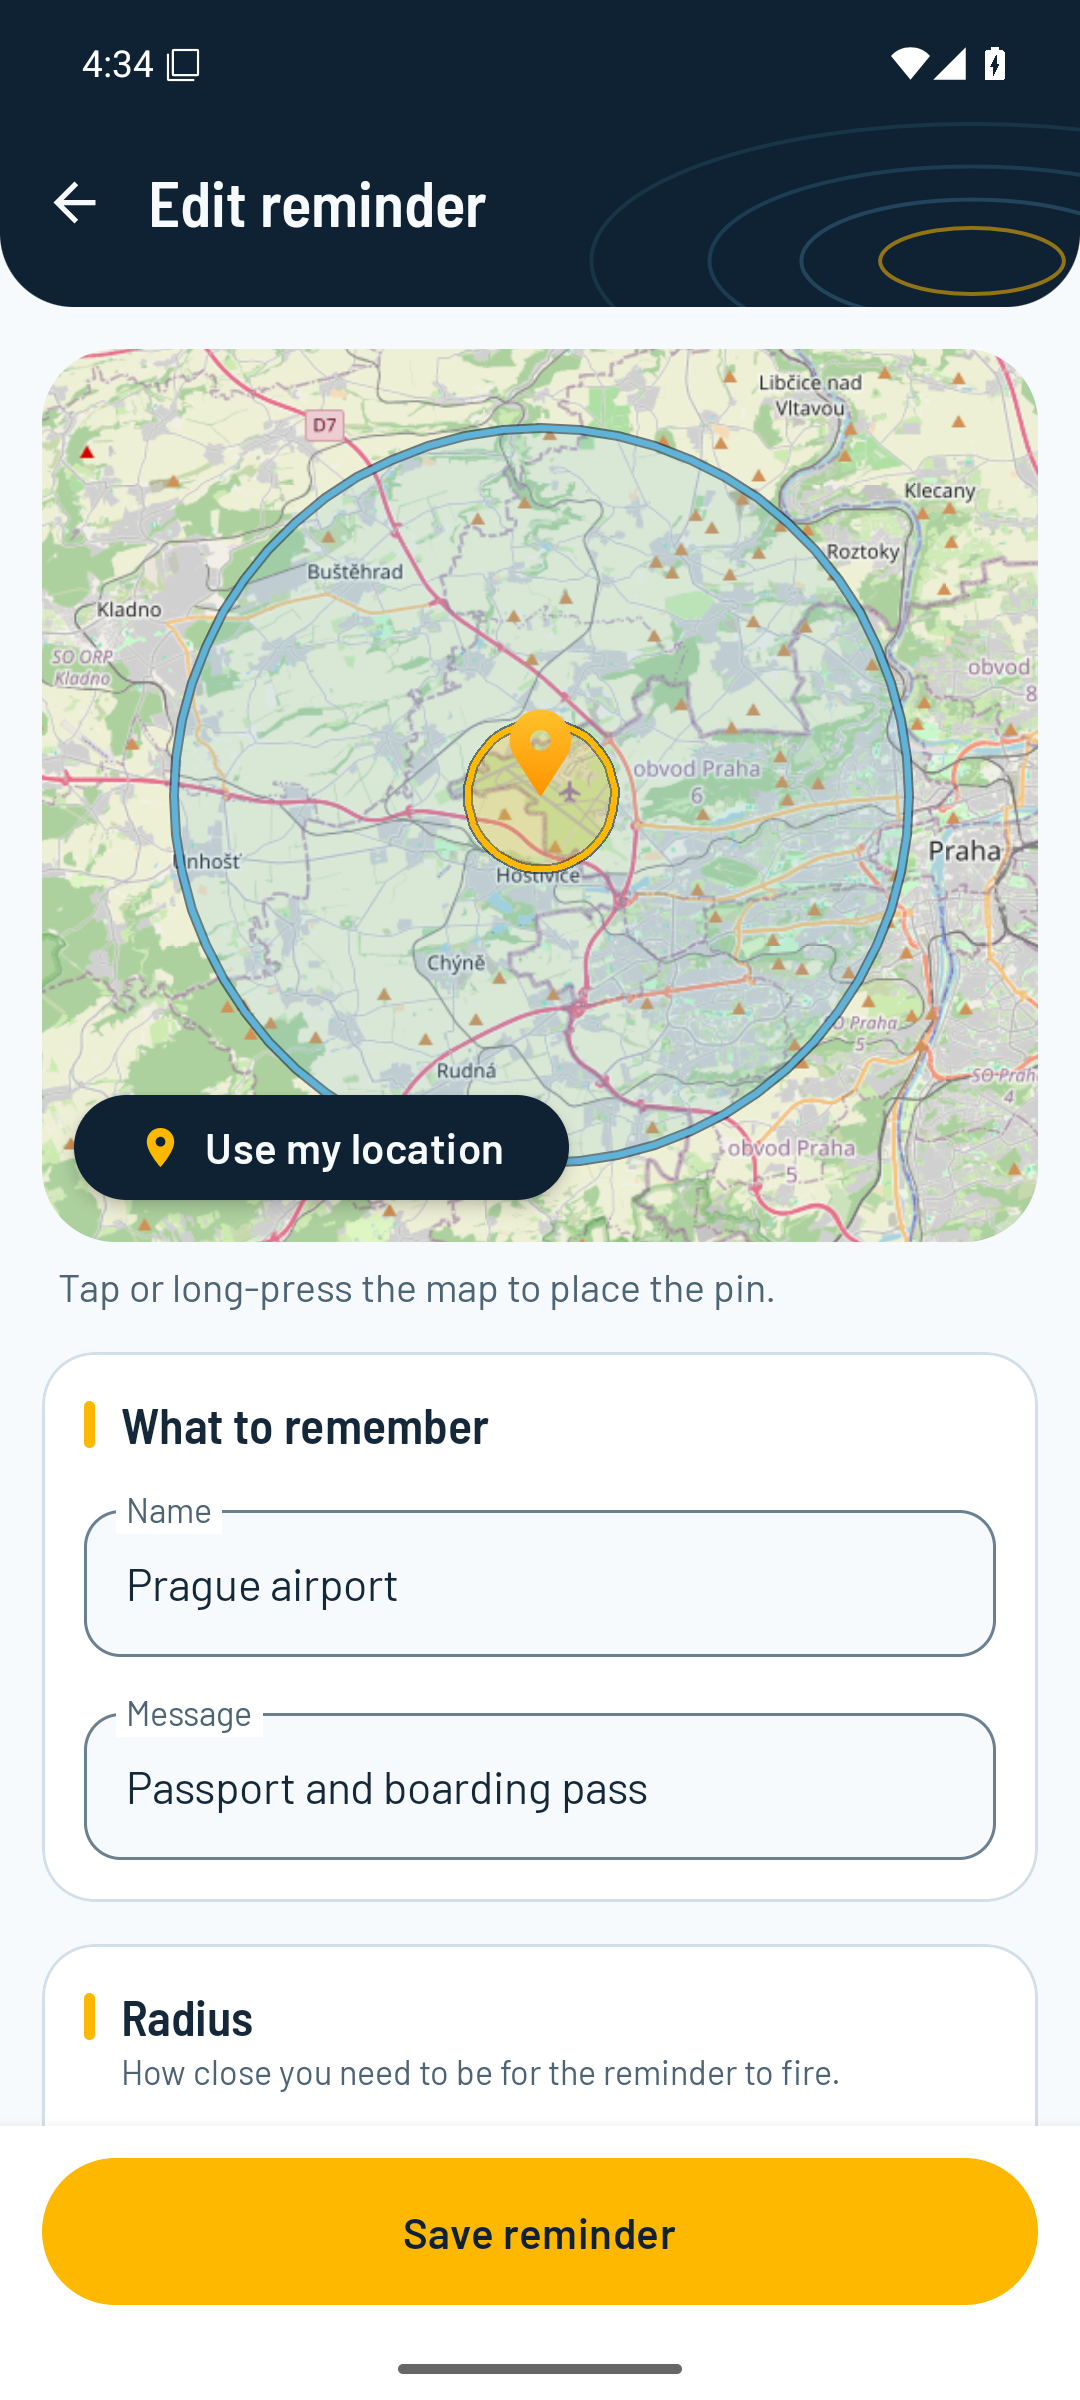 4:34
Edit reminder
Libčice nad
Vltavou
D7
Klecany
Roztoky
Buštěhrad
Kladno
SO ORP
Kladno
obvod
8
obvod Praha
6
Praha
Unhošť
Hostivice
Chýně
O Praha
5
Rudná
SO Prah
4
Use my location
obvod Praha
5
Tap or long-press the map to place the pin.
What to remember
Name
Prague airport
Message
Passport and boarding pass
Radius
How close you need to be for the reminder to fire.
Save reminder